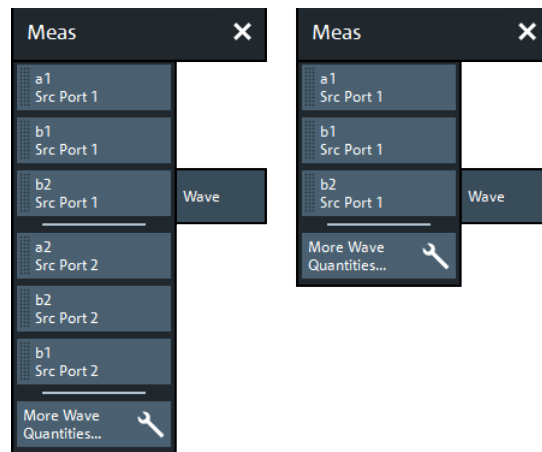 Meas
a1
Src Port 1
b1
Src Port 1
b2
Src Port 1
Wave
a2
Src Port 2
b2
Src Port 2
b1
Src Port 2
More Wave
Quantities...
Meas
a1
Src Port 1
b1
Src Port 1
b2
Src Port 1
Wave
More Wave
Quantities...